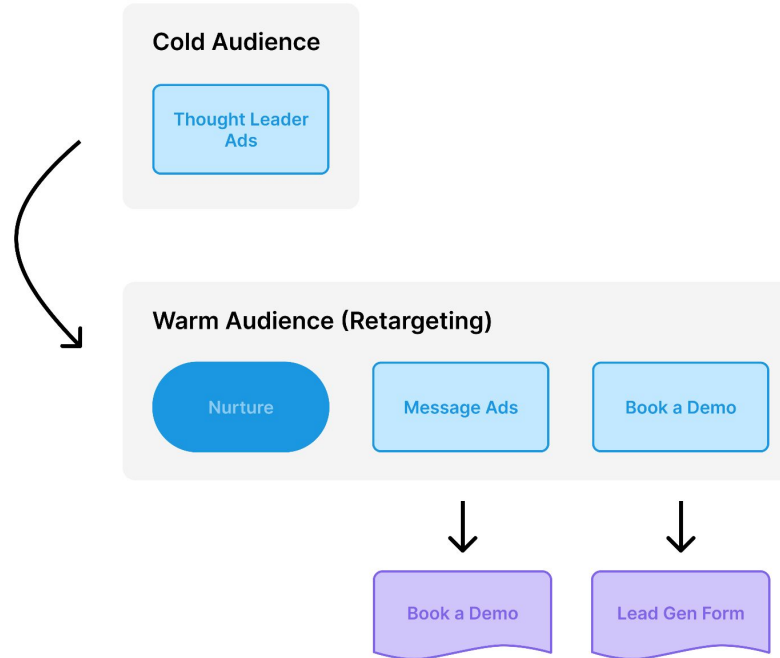 Cold Audience
Thought Leader
Ads
Warm Audience (Retargeting)
Nurture
Message Ads
Book a Demo
Book a Demo
Lead Gen Form